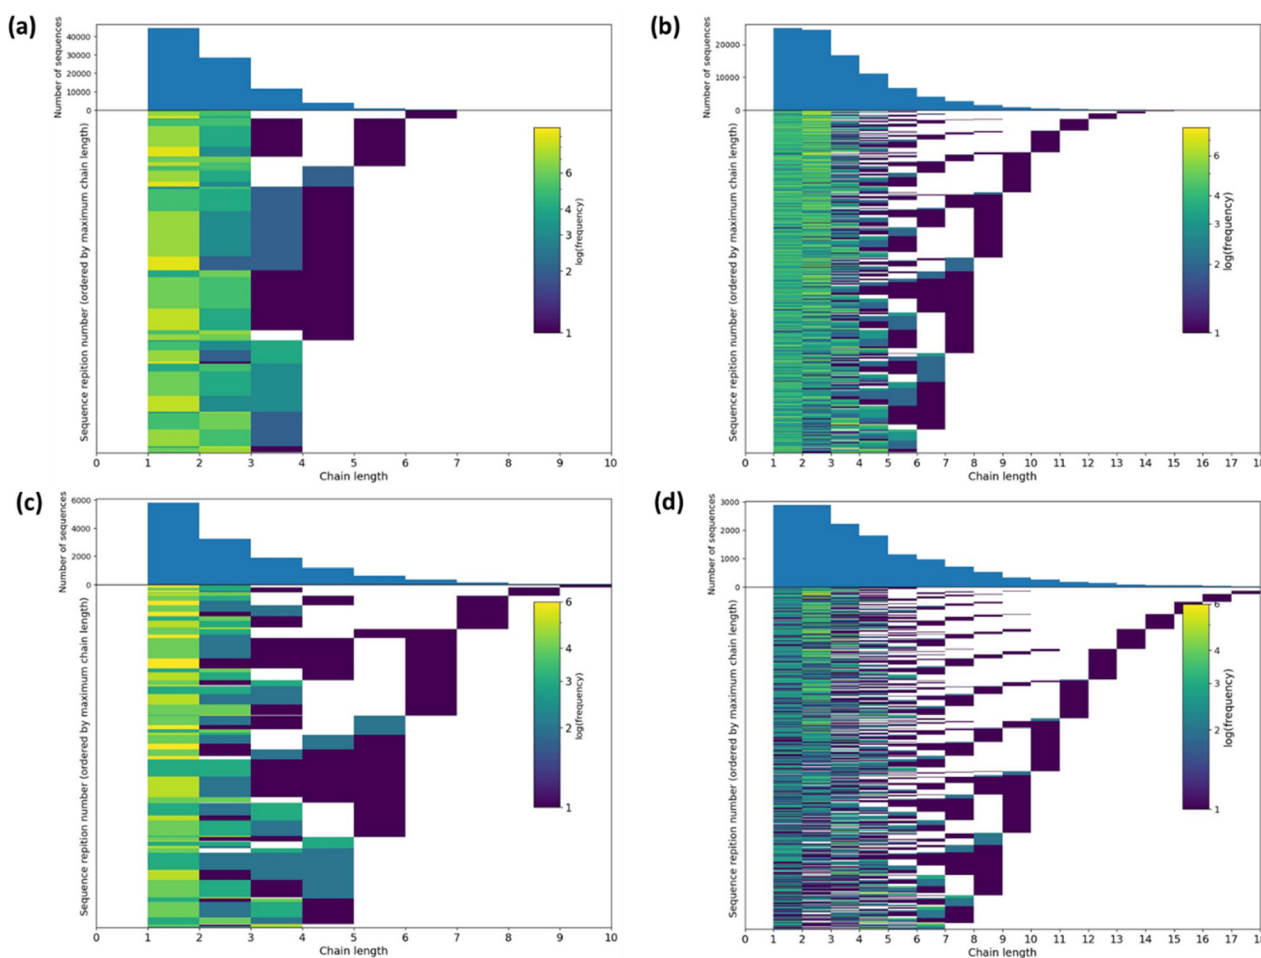 (a)
Number of sequences
40000
30000
20000
10000
0
Sequence repition number (ordered by maximum chain length)
6
4
3
2
1
log(frequency)
0 1 2 3 4 5 6 7 8 9 10
Chain length
(b)
Number of sequences
20000
10000
0
Sequence repition number (ordered by maximum chain length)
6
4
3
2
1
log(frequency)
0 1 2 3 4 5 6 7 8 9 10 11 12 13 14 15 16 17 18
Chain length
(c)
Number of sequences
6000
4000
2000
0
Sequence repition number (ordered by maximum chain length)
6
4
3
2
1
log(frequency)
0 1 2 3 4 5 6 7 8 9 10
Chain length
(d)
Number of sequences
3000
2000
1000
0
Sequence repition number (ordered by maximum chain length)
6
4
3
2
1
log(frequency)
0 1 2 3 4 5 6 7 8 9 10 11 12 13 14 15 16 17 18
Chain length